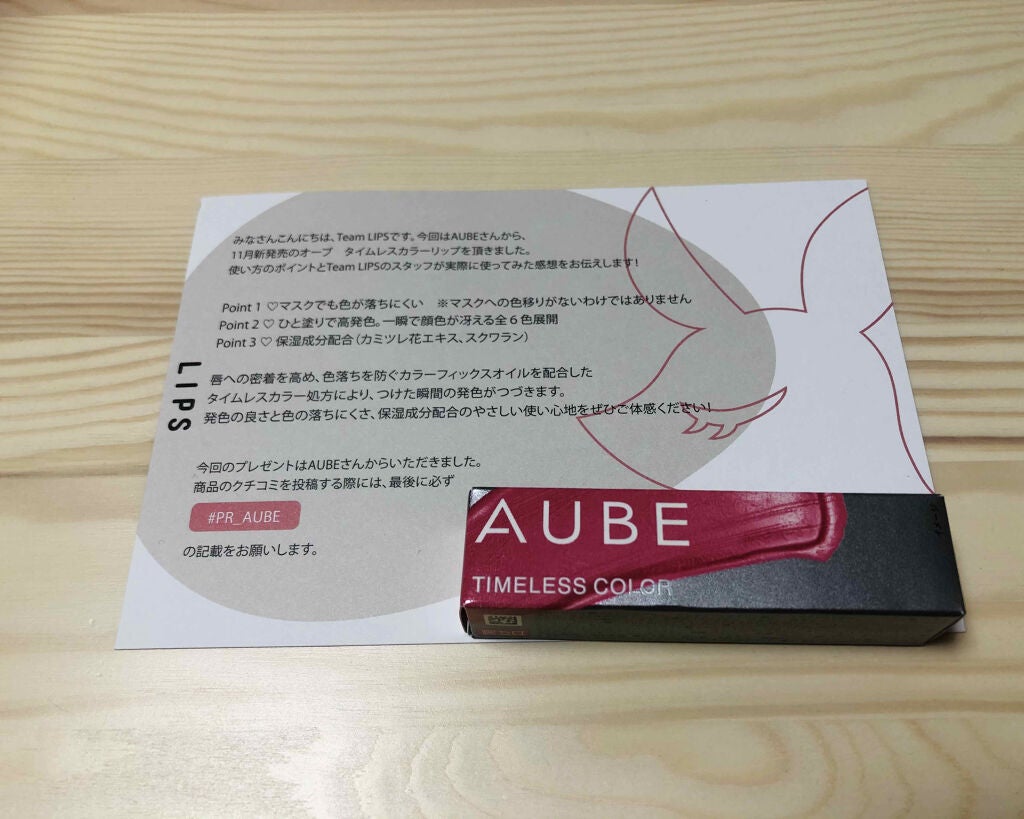 みなさんこんにちは、Team LIPSです。今回はAUBEさんから、
11月新発売のオーブ　タイムレスカラーリップを頂きました。
使い方のポイントとTeam LIPSのスタッフが実際に使ってみた感想をお伝えします！
Point 1 ♡マスクでも色が落ちにくい　※マスクへの色移りがないわけではありません
Point 2 ♡ ひと塗りで高発色。一瞬で顔色が冴える全６色展開
Point 3 ♡ 保湿成分配合（カミツレ花エキス、スクワラン）
LIPS
唇への密着を高め、色落ちを防ぐカラーフィックスオイルを配合した
タイムレスカラー処方により、つけた瞬間の発色がつづきます。
発色の良さと色の落ちにくさ、保湿成分配合のやさしい使い心地をぜひご体感ください！
今回のプレゼントはAUBEさんからいただきました。
商品のクチコミを投稿する際には、最後に必ず
#PR_AUBE
の記載をお願いします。
AUBE
TIMELESS COLOR